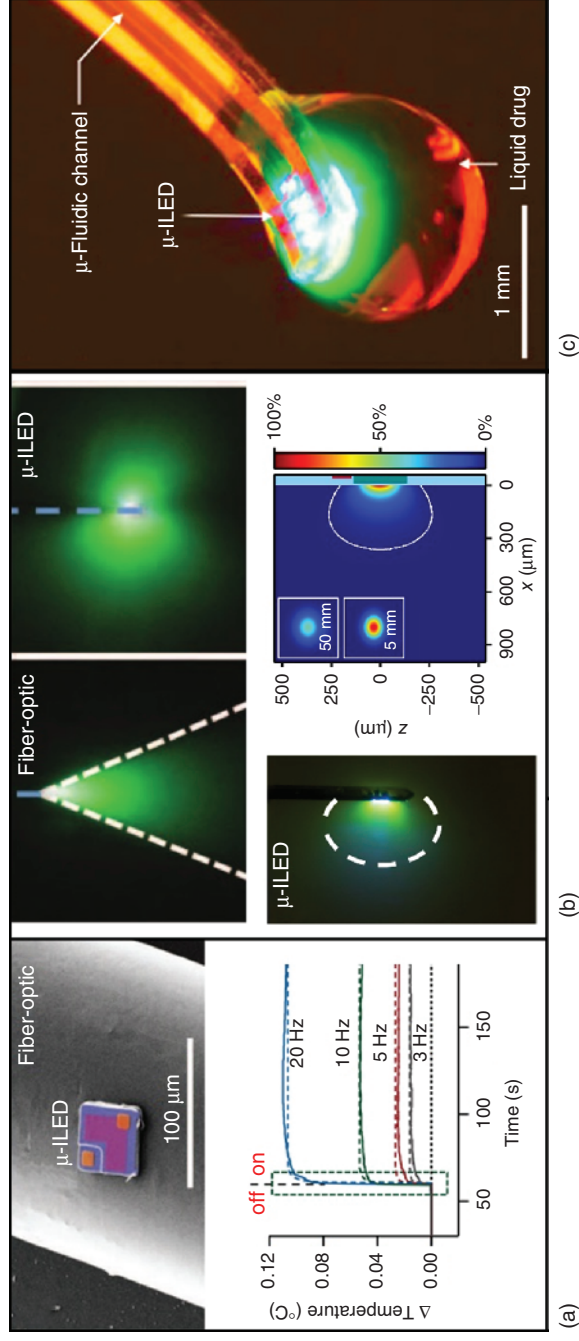 Fiber-optic
μ-ILED
100 μm
off on
20 Hz
10 Hz
5 Hz
3 Hz
0.12
0.08
0.04
0.00
Δ Temperature (°C)
50
100
150
Time (s)
(a)
Fiber-optic
μ-ILED
μ-ILED
500
250
0
−250
−500
z (μm)
50 mm
5 mm
900
600
300
0
x (μm)
100%
50%
0%
(b)
μ-Fluidic channel
μ-ILED
Liquid drug
1 mm
(c)